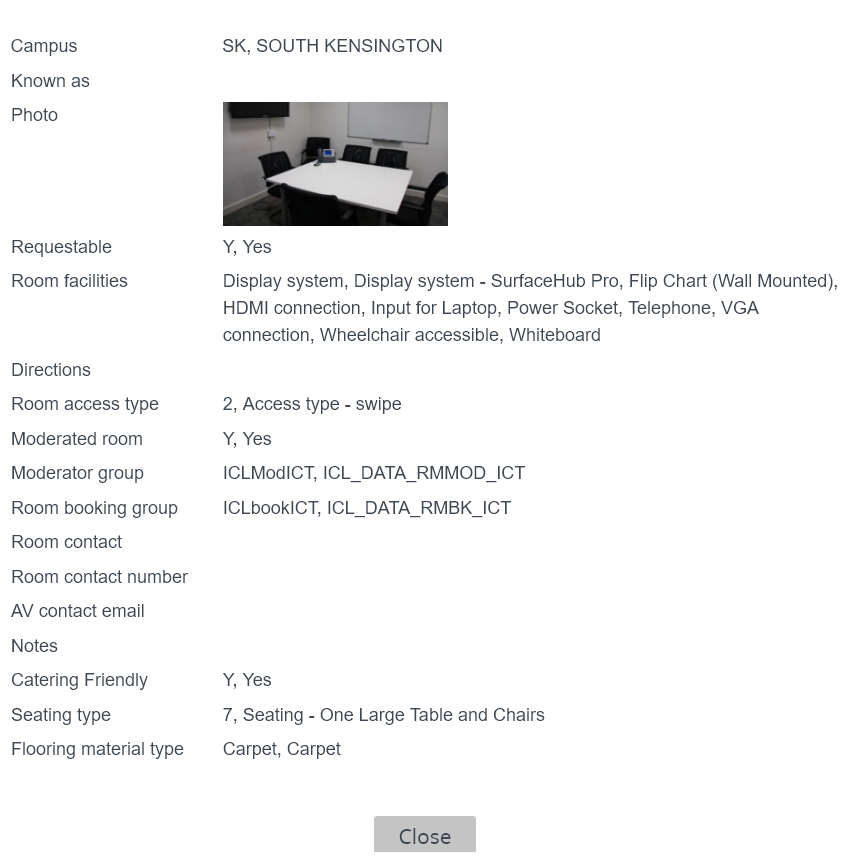 Campus SK, SOUTH KENSINGTON
Known as
Photo
Requestable Y, Yes
Room facilities Display system, Display system - SurfaceHub Pro, Flip Chart (Wall Mounted),
HDMI connection, Input for Laptop, Power Socket, Telephone, VGA
connection, Wheelchair accessible, Whiteboard
Directions
Room access type 2, Access type - swipe
Moderated room Y, Yes
Moderator group ICLModICT, ICL_DATA_RMMOD_ICT
Room booking group ICLbookICT, ICL_DATA_RMBK_ICT
Room contact
Room contact number
AV contact email
Notes
Catering Friendly Y, Yes
Seating type 7, Seating - One Large Table and Chairs
Flooring material type Carpet, Carpet
Close